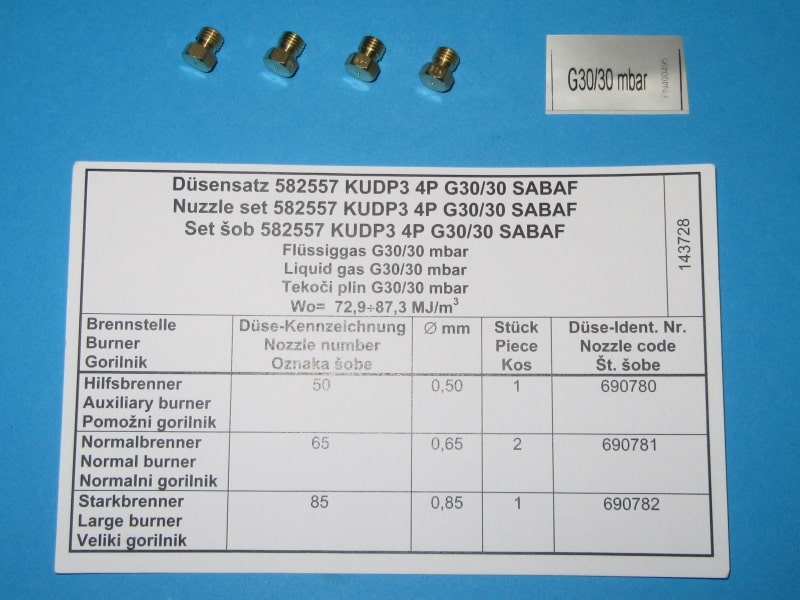 G30/30 mbar
PN400495
Düsensatz 582557 KUDP3 4P G30/30 SABAF
Nuzzle set 582557 KUDP3 4P G30/30 SABAF
Set šob 582557 KUDP3 4P G30/30 SABAF
Flüssiggas G30/30 mbar
Liquid gas G30/30 mbar
Tekoči plin G30/30 mbar
Wo= 72,9÷87,3 MJ/m³
143728
Brennstelle Düse-Kennzeichnung Ø mm Stück Düse-Ident. Nr.
Burner Nozzle number Piece Nozzle code
Gorilnik Oznaka šobe Kos Št. šobe
Hilfsbrenner 50 0,50 1 690780
Auxiliary burner
Pomožni gorilnik
Normalbrenner 65 0,65 2 690781
Normal burner
Normalni gorilnik
Starkbrenner 85 0,85 1 690782
Large burner
Veliki gorilnik